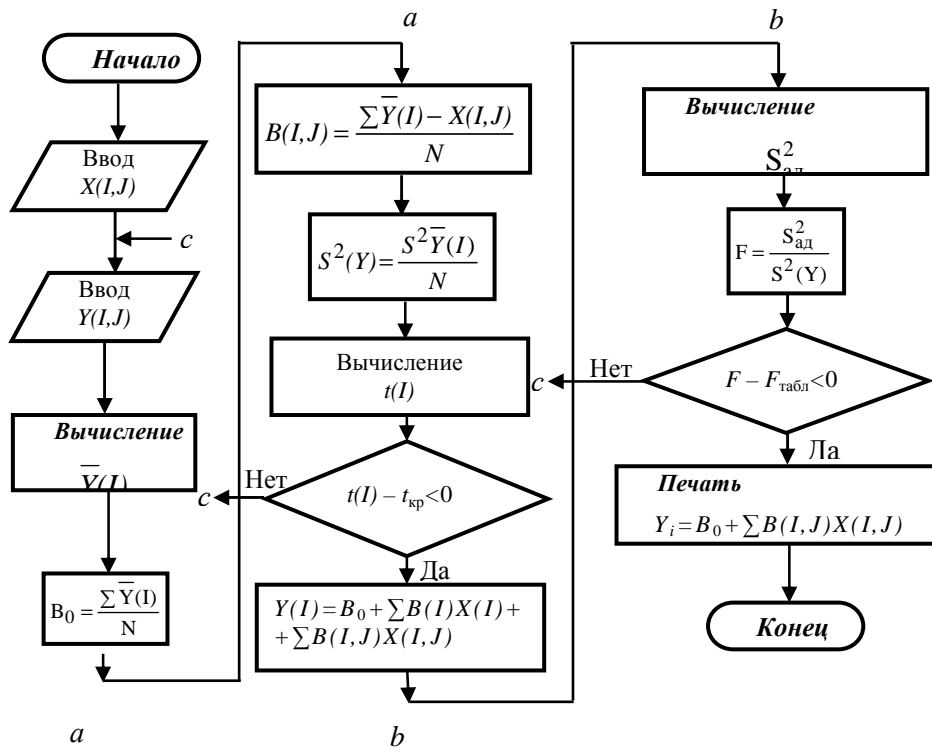 a
b
Начало
Ввод
X(I,J)
c
Ввод
Y(I,J)
Вычисление
Y̅(I)
B₀ = ∑Y̅(I) / N
a
B(I,J) = ∑Y̅(I) − X(I,J) / N
S²(Y) = S²Y̅(I) / N
Вычисление
t(I)
Нет
c
t(I) − tкр<0
Да
Y(I) = B₀ + ∑B(I)X(I) +
+ ∑B(I,J)X(I,J)
b
Вычисление
S²ад
F = S²ад / S²(Y)
Нет
c
F − Fтабл<0
Да
Печать
Yᵢ = B₀ + ∑B(I,J)X(I,J)
Конец